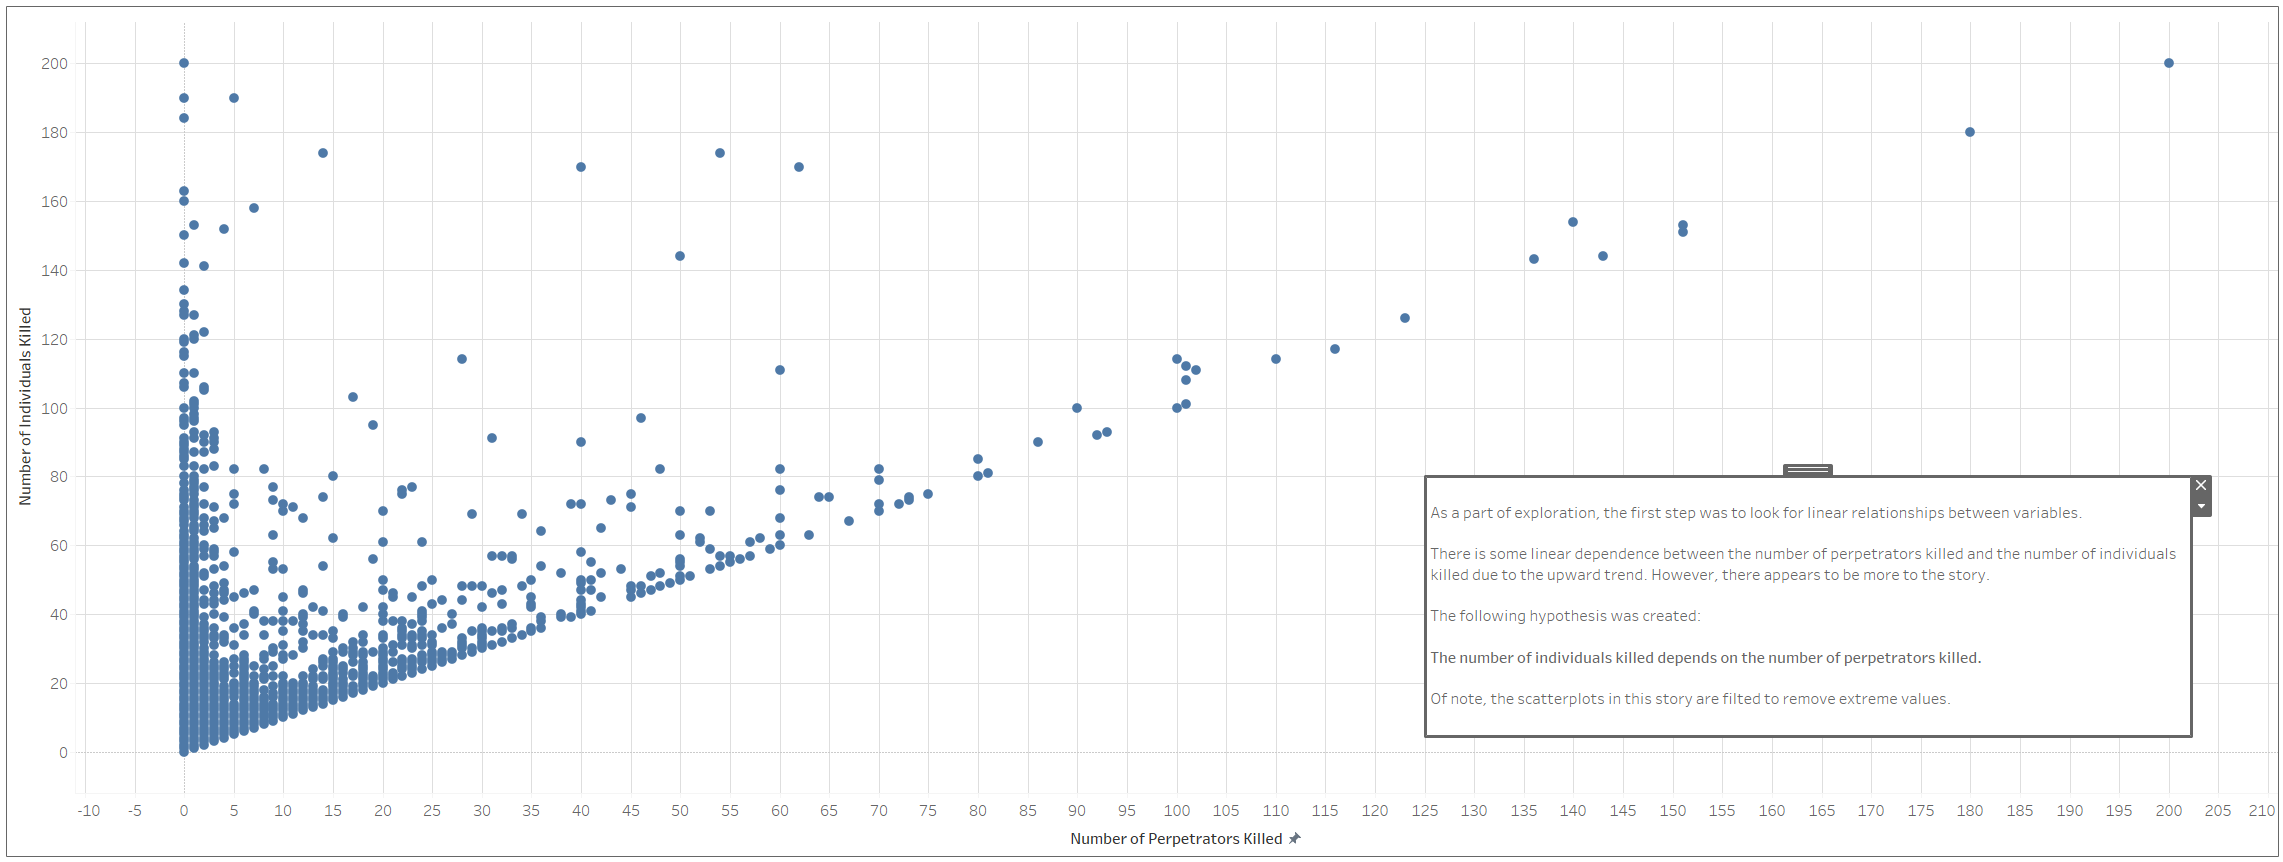 200
180
160
140
120
100
80
60
40
20
0
Number of Individuals Killed
-10 -5 0 5 10 15 20 25 30 35 40 45 50 55 60 65 70 75 80 85 90 95 100 105 110 115 120 125 130 135 140 145 150 155 160 165 170 175 180 185 190 195 200 205 210
Number of Perpetrators Killed
As a part of exploration, the first step was to look for linear relationships between variables.
There is some linear dependence between the number of perpetrators killed and the number of individuals
killed due to the upward trend. However, there appears to be more to the story.
The following hypothesis was created:
The number of individuals killed depends on the number of perpetrators killed.
Of note, the scatterplots in this story are filted to remove extreme values.